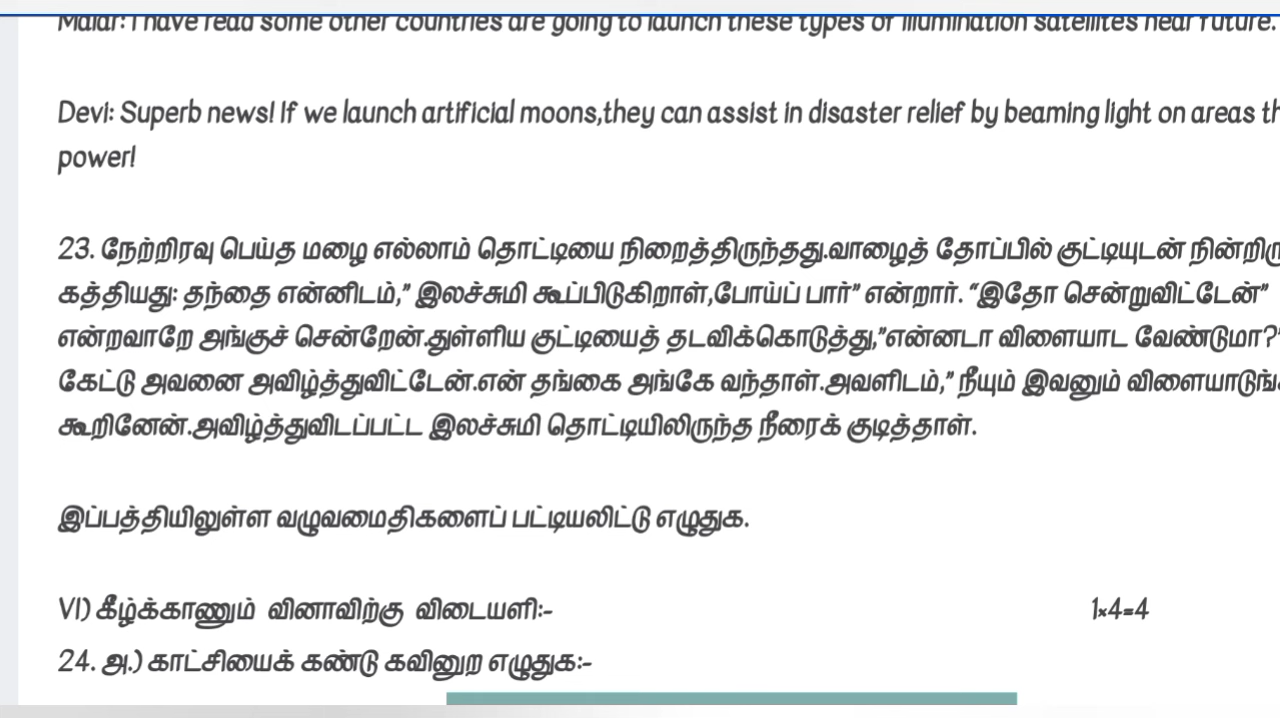 Malar: I have read some other countries are going to launch these types of illumination satellites near future.
Devi: Superb news! If we launch artificial moons,they can assist in disaster relief by beaming light on areas
power!
23. நேற்றிரவு பெய்த மழை எல்லாம் தொட்டியை நிறைத்திருந்தது.வாழைத் தோப்பில் குட்டியுடன்
கத்தியது: தந்தை என்னிடம்,” இலச்சுமி கூப்பிடுகிறாள்,போய்ப் பார்” என்றார். “இதோ சென்றுவிட்டேன்”
என்றவாறே அங்குச் சென்றேன்.துள்ளிய குட்டியைத் தடவிக்கொடுத்து,”என்னடா விளையாட வேண்டுமா?”
கேட்டு அவனை அவிழ்த்துவிட்டேன்.என் தங்கை அங்கே வந்தாள்.அவளிடம்,” நீயும் இவனும்
கூறினேன்.அவிழ்த்துவிடப்பட்ட இலச்சுமி தொட்டியிலிருந்த நீரைக் குடித்தாள்.
இப்பத்தியிலுள்ள வழுவமைதிகளைப் பட்டியலிட்டு எழுதுக.
VI) கீழ்க்காணும் வினாவிற்கு விடையளி:- 1×4=4
24. அ.) காட்சியைக் கண்டு கவினுற எழுதுக:-